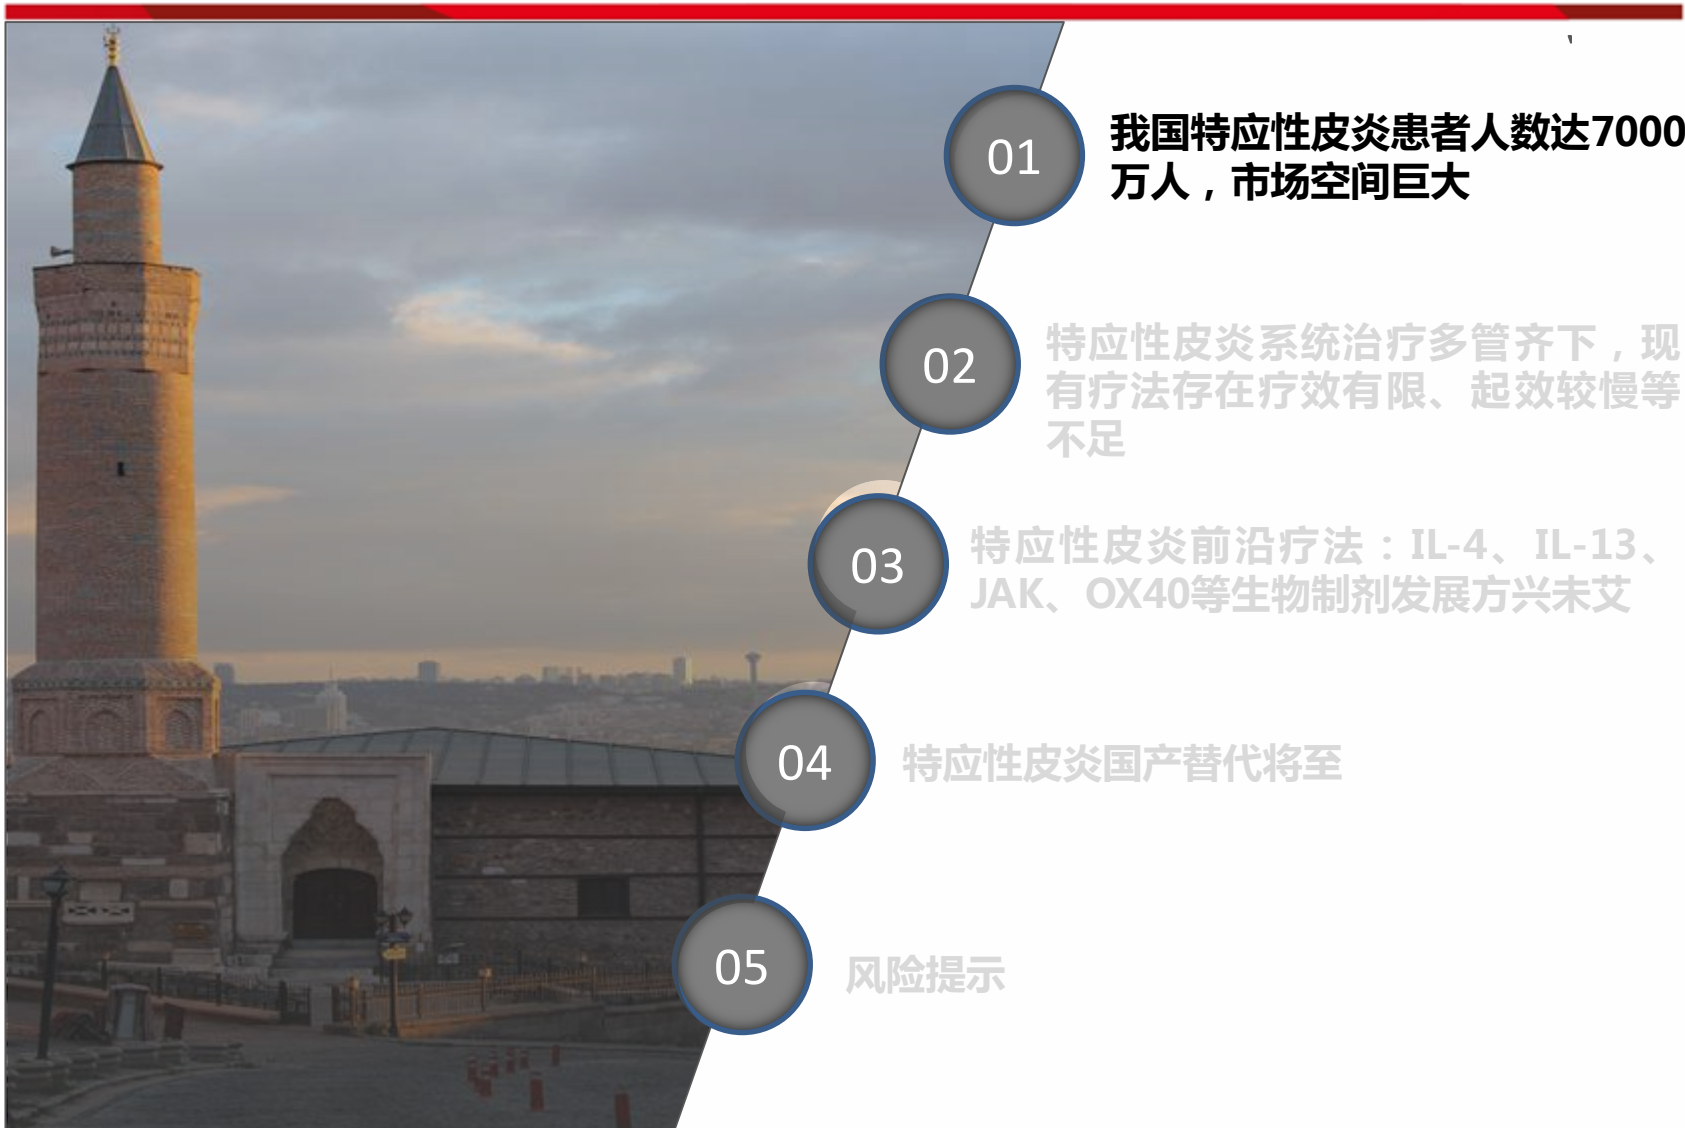 01
我国特应性皮炎患者人数达7000
万人，市场空间巨大
02
特应性皮炎系统治疗多管齐下，现
有疗法存在疗效有限、起效较慢等
不足
03
特应性皮炎前沿疗法：IL-4、IL-13、
JAK、OX40等生物制剂发展方兴未艾
04
特应性皮炎国产替代将至
05
风险提示